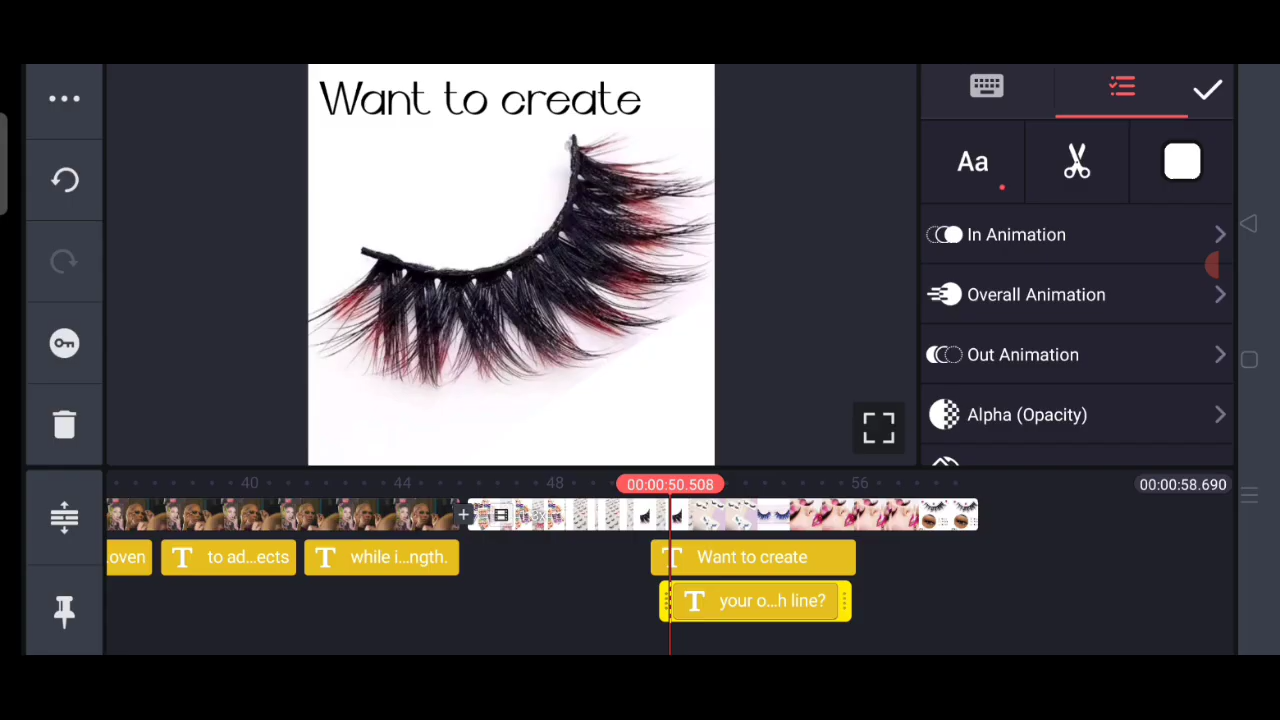 Want to create
Aa
In Animation
Overall Animation
Out Animation
Alpha (Opacity)
40
44
48
00:00:50.508
56
00:00:58.690
.oven
T to ad...ects
T while i...ngth.
T Want to create
T your o...h line?